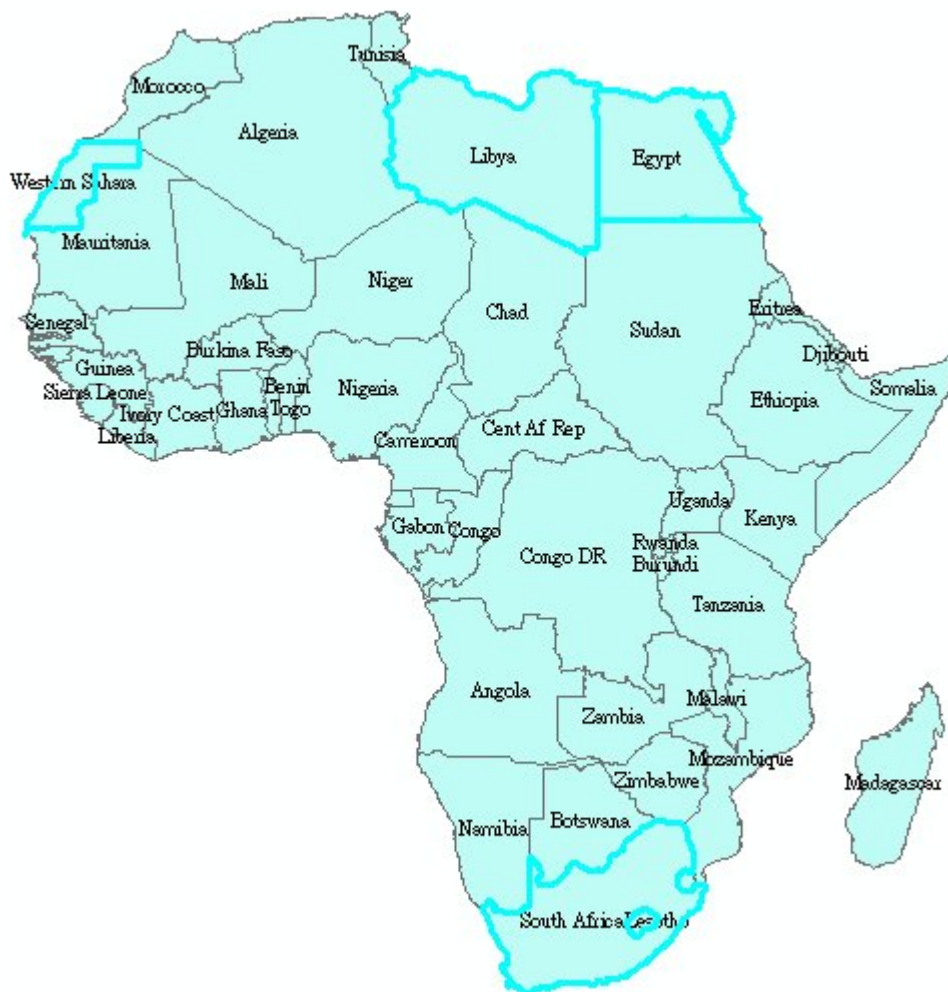 Tunisia
Morocco
Algeria
Libya
Egypt
Western Sahara
Mauritania
Mali
Niger
Chad
Sudan
Eritrea
Senegal
Burkina Faso
Djibouti
Guinea
Nigeria
Benin
Somalia
Sierra Leone
Ivory Coast
Ghana
Togo
Ethiopia
Liberia
Cameroon
Cent Af Rep
Uganda
Gabon
Congo
Kenya
Rwanda
Congo DR
Burundi
Tanzania
Angola
Malawi
Zambia
Mozambique
Zimbabwe
Madagascar
Namibia
Botswana
South Africa
Lesotho